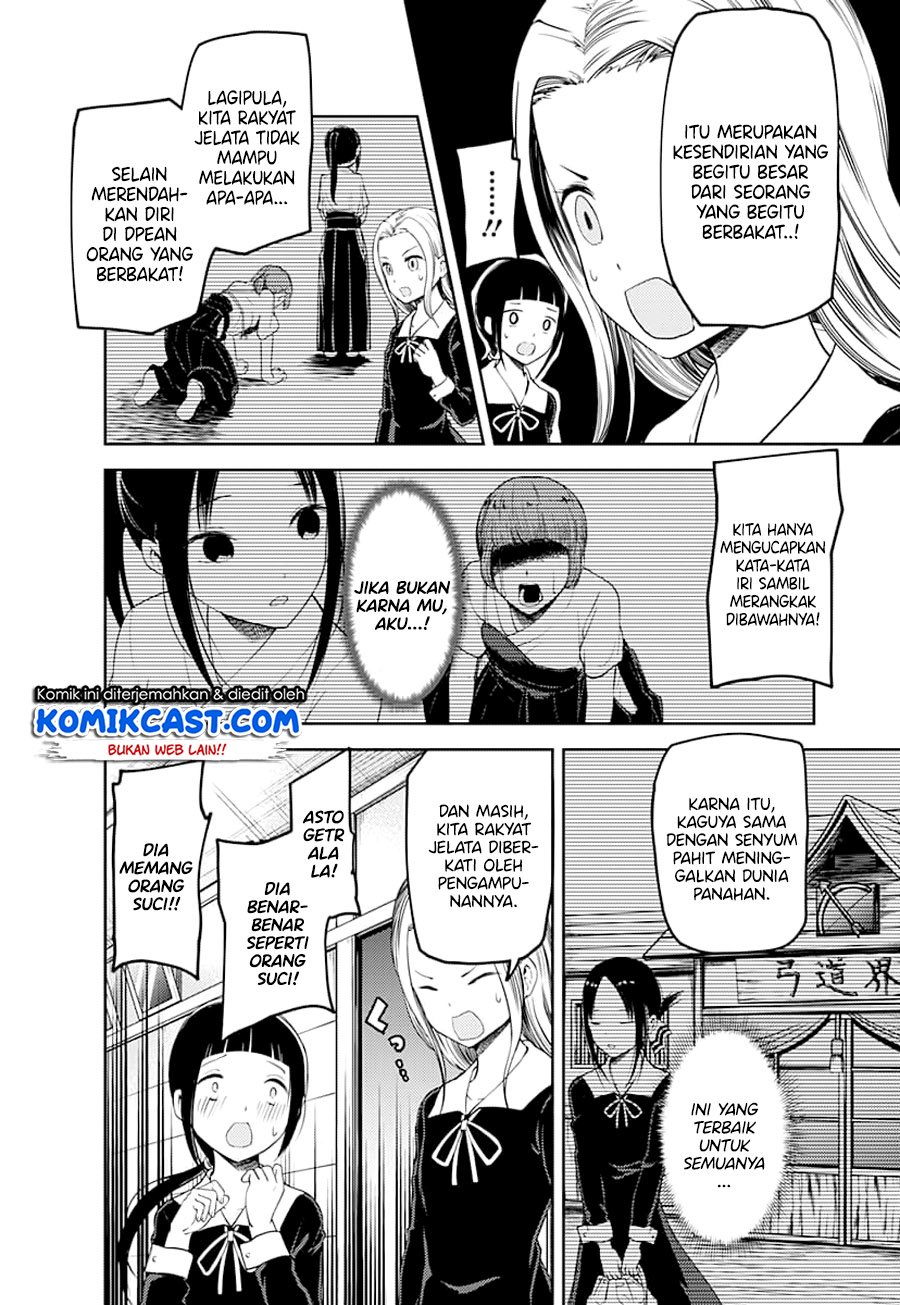 ITU MERUPAKAN
KESENDIRIAN YANG
BEGITU BESAR
DARI SEORANG
YANG BEGITU
BERBAKAT..!
......!!
LAGIPULA,
KITA RAKYAT
JELATA TIDAK
MAMPU
MELAKUKAN
APA-APA...
SELAIN
MERENDAH-
KAN DIRI
DI DPEAN
ORANG YANG
BERBAKAT!
KITA HANYA
MENGUCAPKAN
KATA-KATA
IRI SAMBIL
MERANGKAK
DIBAWAHNYA!
JIKA BUKAN
KARNA MU,
AKU...!
Komik ini diterjemahkan & diedit oleh
KOMIKCAST.COM
BUKAN WEB LAIN!!
KARNA ITU,
KAGUYA SAMA
DENGAN SENYUM
PAHIT MENING-
GALKAN DUNIA
PANAHAN.
弓道界
INI YANG
TERBAIK
UNTUK
SEMUANYA
...
DAN MASIH,
KITA RAKYAT
JELATA DIBER-
KATI OLEH
PENGAMPU-
NANNYA.
くっ…
ASTO
GETR
ALA
LA!
DIA
BENAR-
BENAR
SEPERTI
ORANG
SUCI!
DIA
MEMANG
ORANG
SUCI!!